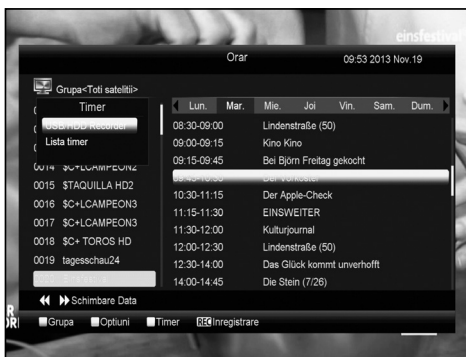 einsfestival
Orar
09:53 2013 Nov.19
Grupa<Toti satelitii>
Timer
USB/HDD Recorder
Lista timer
0014 $C+LCAMPEON2
0015 $TAQUILLA HD2
0016 $C+LCAMPEON3
0017 $C+LCAMPEON3
0018 $C+ TOROS HD
0019 tagesschau24
Lun. Mar. Mie. Joi Vin. Sam. Dum.
08:30-09:00 Lindenstraße (50)
09:00-09:15 Kino Kino
09:15-09:45 Bei Björn Freitag gekocht
09:45-10:30 Der Vorkoster
10:30-11:15 Der Apple-Check
11:15-11:30 EINSWEITER
11:30-12:00 Kulturjournal
12:00-12:30 Lindenstraße (50)
12:30-14:00 Das Glück kommt unverhofft
14:00-14:45 Die Stein (7/26)
Schimbare Data
Grupa Optiuni Timer REC Inregistrare